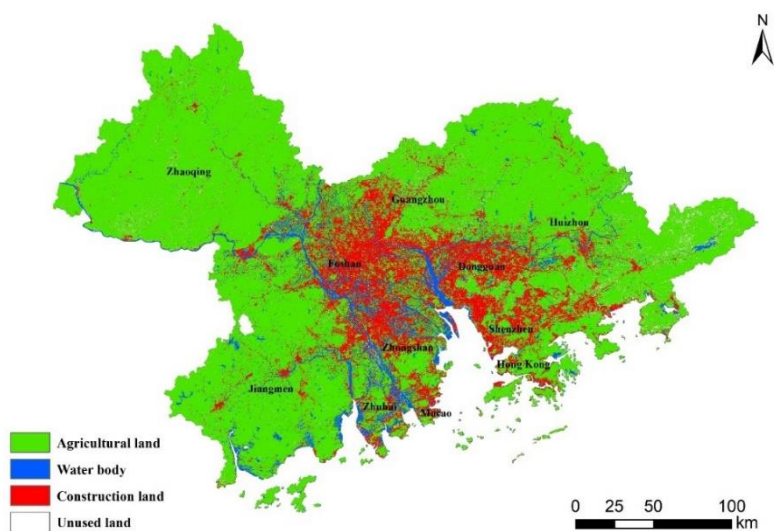 N
Zhaoqing
Guangzhou
Huizhou
Foshan
Dongguan
Shenzhen
Zhongshan
Hong Kong
Jiangmen
Zhuhai
Macao
Agricultural land
Water body
Construction land
Unused land
0 25 50 100
km